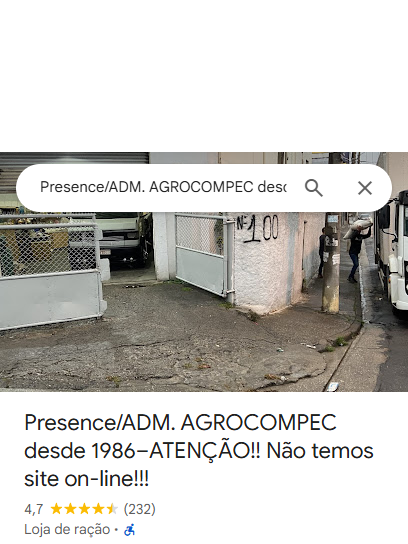 Presence/ADM. AGROCOMPEC desd
Nº 100
Presence/ADM. AGROCOMPEC
desde 1986–ATENÇÃO!! Não temos
site on-line!!!
4,7 (232)
Loja de ração ·